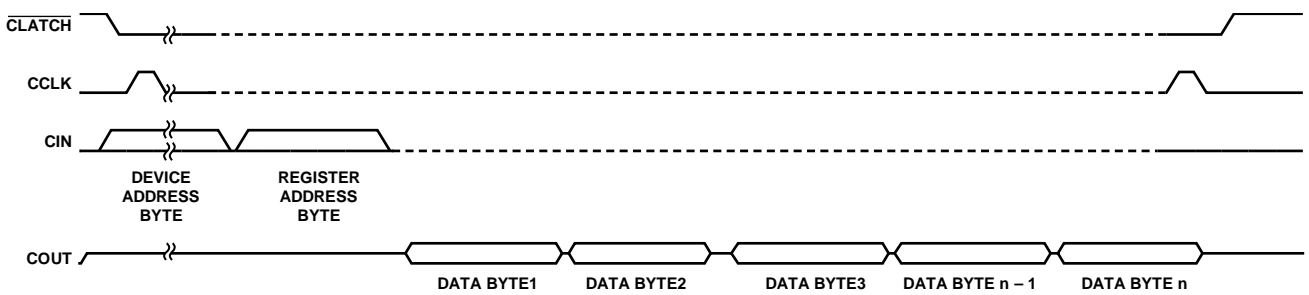 CLATCH
CCLK
CIN
DEVICE
ADDRESS
BYTE
REGISTER
ADDRESS
BYTE
COUT
DATA BYTE1
DATA BYTE2
DATA BYTE3
DATA BYTE n – 1
DATA BYTE n